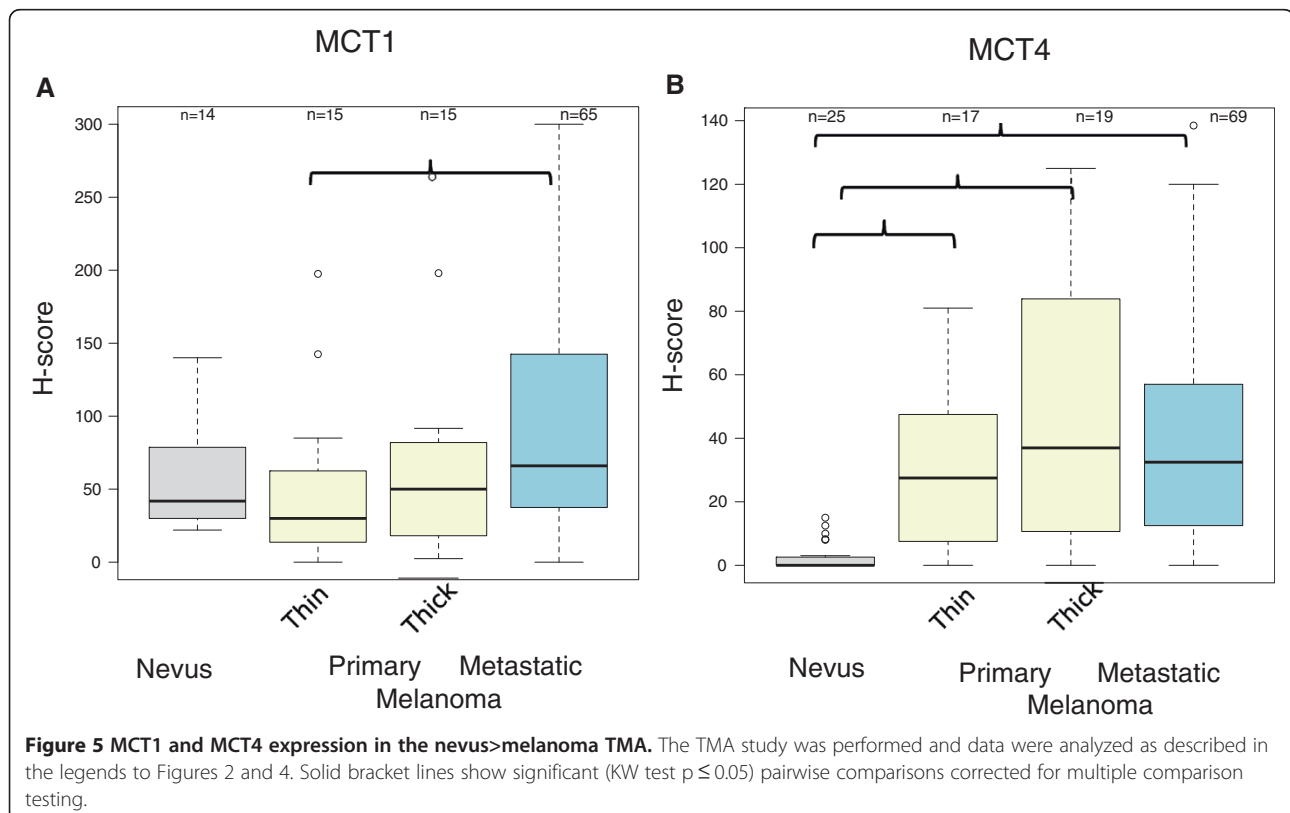 MCT1
MCT4
A
n=14 n=15 n=15 n=65
300
250
200
150
100
50
0
H-score
Thin
Thick
Nevus
Primary Metastatic
Melanoma
B
n=25 n=17 n=19 n=69
140
120
100
80
60
40
20
0
H-score
Thin
Thick
Nevus
Primary Metastatic
Melanoma
Figure 5 MCT1 and MCT4 expression in the nevus>melanoma TMA. The TMA study was performed and data were analyzed as described in
the legends to Figures 2 and 4. Solid bracket lines show significant (KW test p ≤ 0.05) pairwise comparisons corrected for multiple comparison
testing.